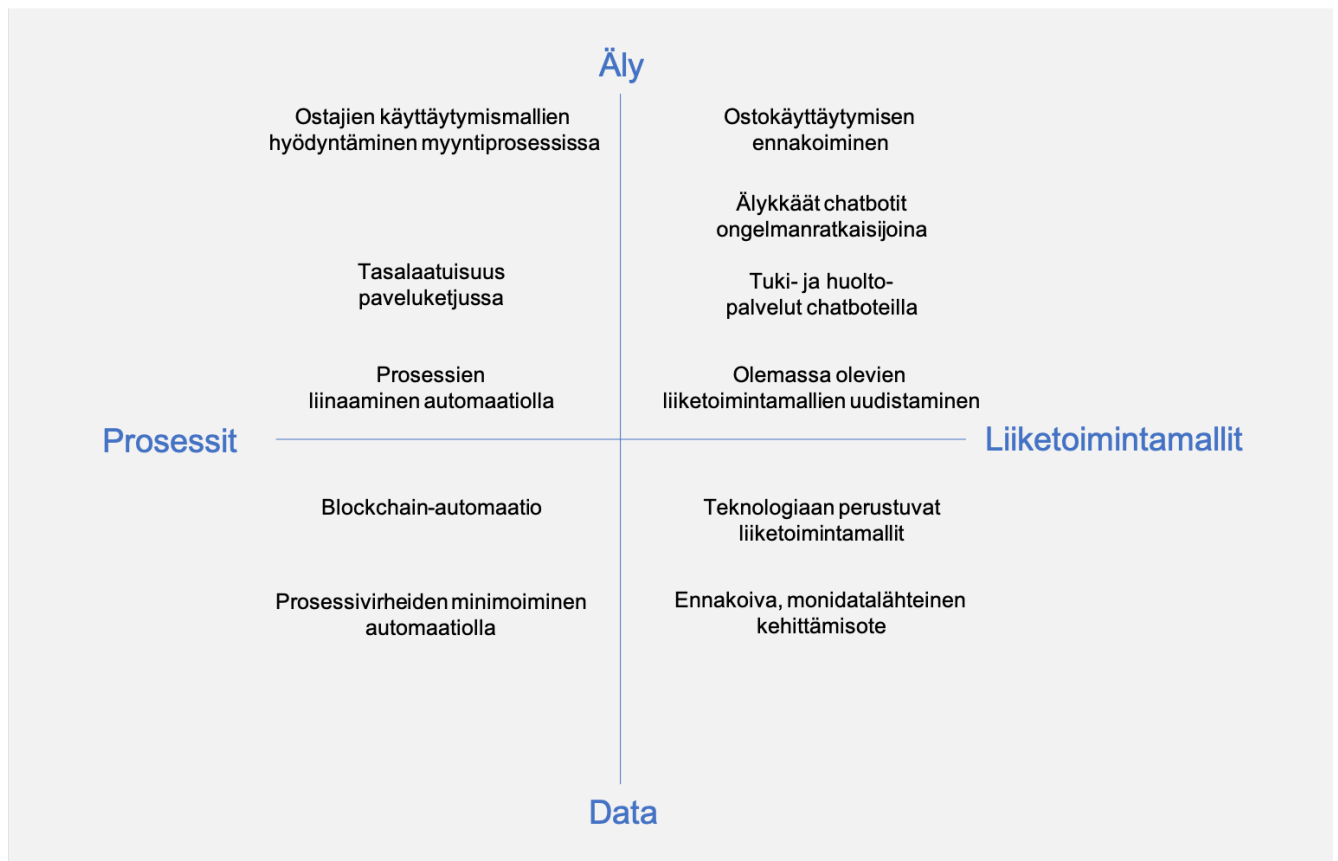 Äly
Ostajien käyttäytymismallien
hyödyntäminen myyntiprosessissa
Ostokäyttäytymisen
ennakoiminen
Älykkäät chatbotit
ongelmanratkaisijoina
Tasalaatuisuus
paveluketjussa
Tuki- ja huolto-
palvelut chatboteilla
Prosessien
liinaaminen automaatiolla
Olemassa olevien
liiketoimintamallien uudistaminen
Prosessit
Liiketoimintamallit
Blockchain-automaatio
Teknologiaan perustuvat
liiketoimintamallit
Prosessivirheiden minimoiminen
automaatiolla
Ennakoiva, monidatalähteinen
kehittämisote
Data